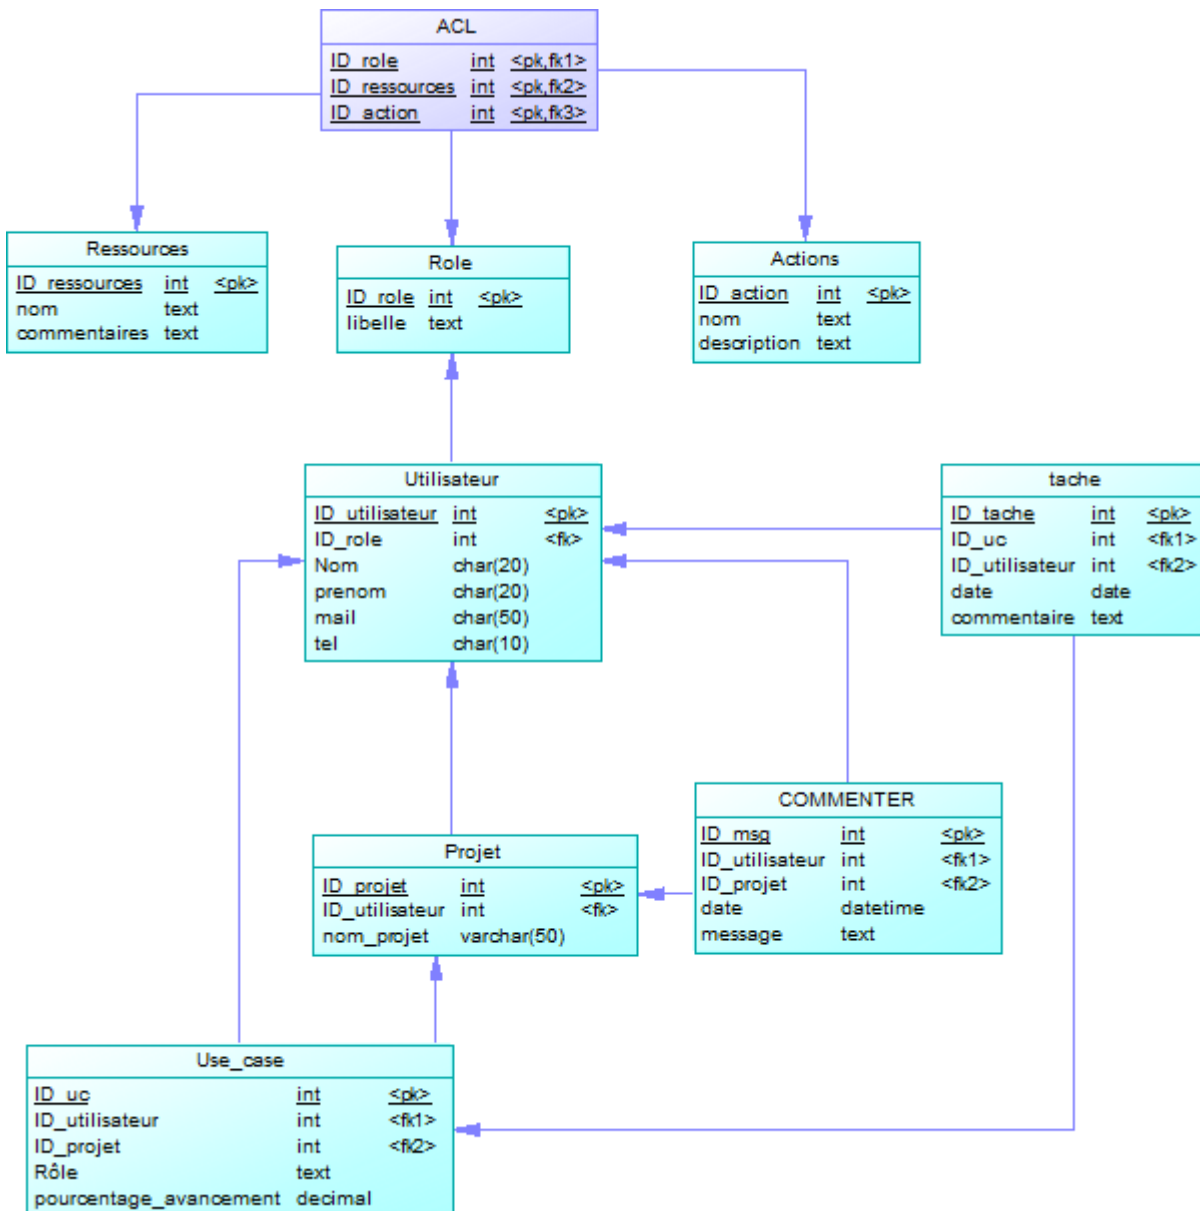 ACL
ID_role int <pk,fk1>
ID_ressources int <pk,fk2>
ID_action int <pk,fk3>
Ressources
ID_ressources int <pk>
nom text
commentaires text
Role
ID_role int <pk>
libelle text
Actions
ID_action int <pk>
nom text
description text
Utilisateur
ID_utilisateur int <pk>
ID_role int <fk>
Nom char(20)
prenom char(20)
mail char(50)
tel char(10)
tache
ID_tache int <pk>
ID_uc int <fk1>
ID_utilisateur int <fk2>
date date
commentaire text
COMMENTER
ID_msg int <pk>
ID_utilisateur int <fk1>
ID_projet int <fk2>
date datetime
message text
Projet
ID_projet int <pk>
ID_utilisateur int <fk>
nom_projet varchar(50)
Use_case
ID_uc int <pk>
ID_utilisateur int <fk1>
ID_projet int <fk2>
Rôle text
pourcentage_avancement decimal